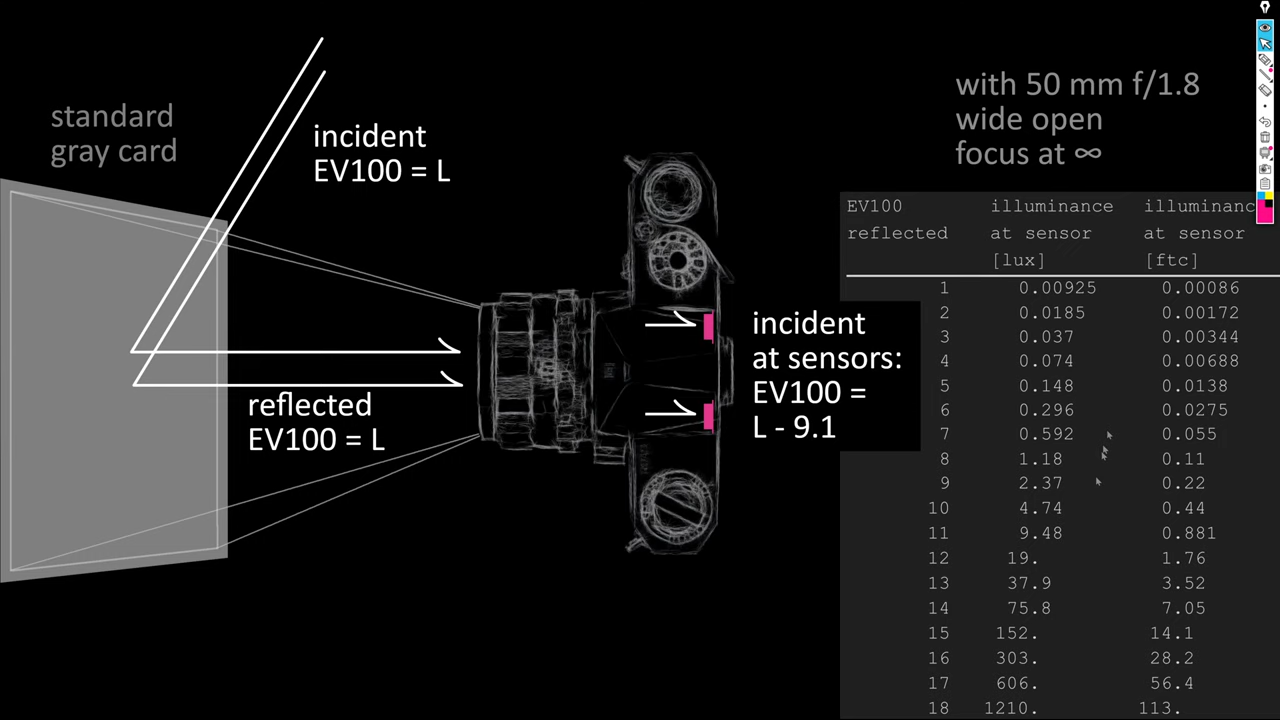 standard
gray card
incident
EV100 = L
reflected
EV100 = L
incident
at sensors:
EV100 =
L - 9.1
with 50 mm f/1.8
wide open
focus at ∞
EV100 illuminance illuminanc
reflected at sensor at sensor
[lux] [ftc]
1 0.00925 0.00086
2 0.0185 0.00172
3 0.037 0.00344
4 0.074 0.00688
5 0.148 0.0138
6 0.296 0.0275
7 0.592 0.055
8 1.18 0.11
9 2.37 0.22
10 4.74 0.44
11 9.48 0.881
12 19. 1.76
13 37.9 3.52
14 75.8 7.05
15 152. 14.1
16 303. 28.2
17 606. 56.4
18 1210. 113.